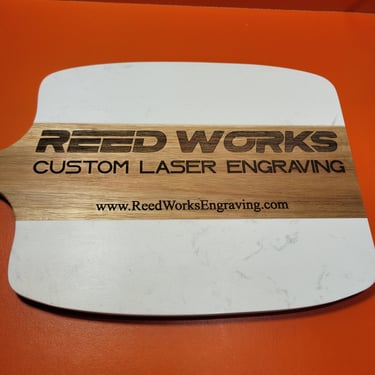 REED WORKS
CUSTOM LASER ENGRAVING
www.ReedWorksEngraving.com